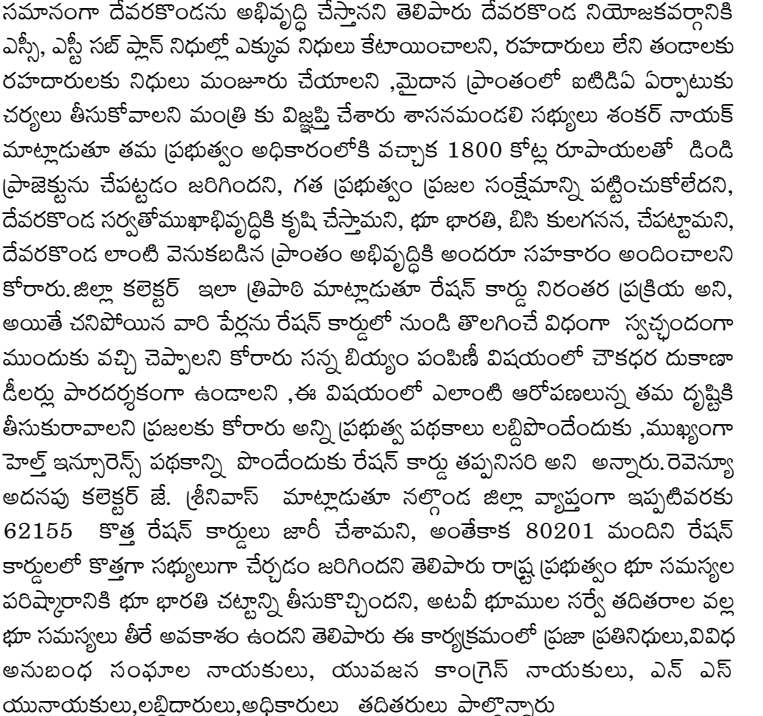 సమానంగా దేవరకొండను అభివృద్ధి చేస్తానని తెలిపారు దేవరకొండ నియోజకవర్గానికి
ఎస్సీ, ఎస్టీ సబ్ ప్లాన్ నిధుల్లో ఎక్కువ నిధులు కేటాయించాలని, రహదారులు లేని తండాలకు
రహదారులకు నిధులు మంజూరు చేయాలని ,మైదాన ప్రాంతంలో ఐటిడిఏ ఏర్పాటుకు
చర్యలు తీసుకోవాలని మంత్రి కు విజ్ఞప్తి చేశారు శాసనమండలి సభ్యులు శంకర్ నాయక్
మాట్లాడుతూ తమ ప్రభుత్వం అధికారంలోకి వచ్చాక 1800 కోట్ల రూపాయలతో డిండి
ప్రాజెక్టును చేపట్టడం జరిగిందని, గత ప్రభుత్వం ప్రజల సంక్షేమాన్ని పట్టించుకోలేదని,
దేవరకొండ సర్వతోముఖాభివృద్ధికి కృషి చేస్తామని, భూ భారతి, బిసి కులగనన, చేపట్టామని,
దేవరకొండ లాంటి వెనుకబడిన ప్రాంతం అభివృద్ధికి అందరూ సహకారం అందించాలని
కోరారు.జిల్లా కలెక్టర్ ఇలా త్రిపాఠి మాట్లాడుతూ రేషన్ కార్డు నిరంతర ప్రక్రియ అని,
అయితే చనిపోయిన వారి పేర్లను రేషన్ కార్డులో నుండి తొలగించే విధంగా స్వచ్ఛందంగా
ముందుకు వచ్చి చెప్పాలని కోరారు సన్న బియ్యం పంపిణీ విషయంలో చౌకధర దుకాణా
డీలర్లు పారదర్శకంగా ఉండాలని ,ఈ విషయంలో ఎలాంటి ఆరోపణలున్న తమ దృష్టికి
తీసుకురావాలని ప్రజలకు కోరారు అన్ని ప్రభుత్వ పథకాలు లబ్దిపొందేందుకు ,ముఖ్యంగా
హెల్త్ ఇన్సూరెన్స్ పథకాన్ని పొందేందుకు రేషన్ కార్డు తప్పనిసరి అని అన్నారు.రెవెన్యూ
అదనపు కలెక్టర్ జే. శ్రీనివాస్ మాట్లాడుతూ నల్గొండ జిల్లా వ్యాప్తంగా ఇప్పటివరకు
62155 కొత్త రేషన్ కార్డులు జారీ చేశామని, అంతేకాక 80201 మందిని రేషన్
కార్డులలో కొత్తగా సభ్యులుగా చేర్చడం జరిగిందని తెలిపారు రాష్ట్ర ప్రభుత్వం భూ సమస్యల
పరిష్కారానికి భూ భారతి చట్టాన్ని తీసుకొచ్చిందని, అటవీ భూముల సర్వే తదితరాల వల్ల
భూ సమస్యలు తీరే అవకాశం ఉందని తెలిపారు ఈ కార్యక్రమంలో ప్రజా ప్రతినిధులు,వివిధ
అనుబంధ సంఘాల నాయకులు, యువజన కాంగ్రెస్ నాయకులు, ఎన్ ఎస్
యునాయకులు,లబ్దిదారులు,అధికారులు తదితరులు పాల్గొన్నారు